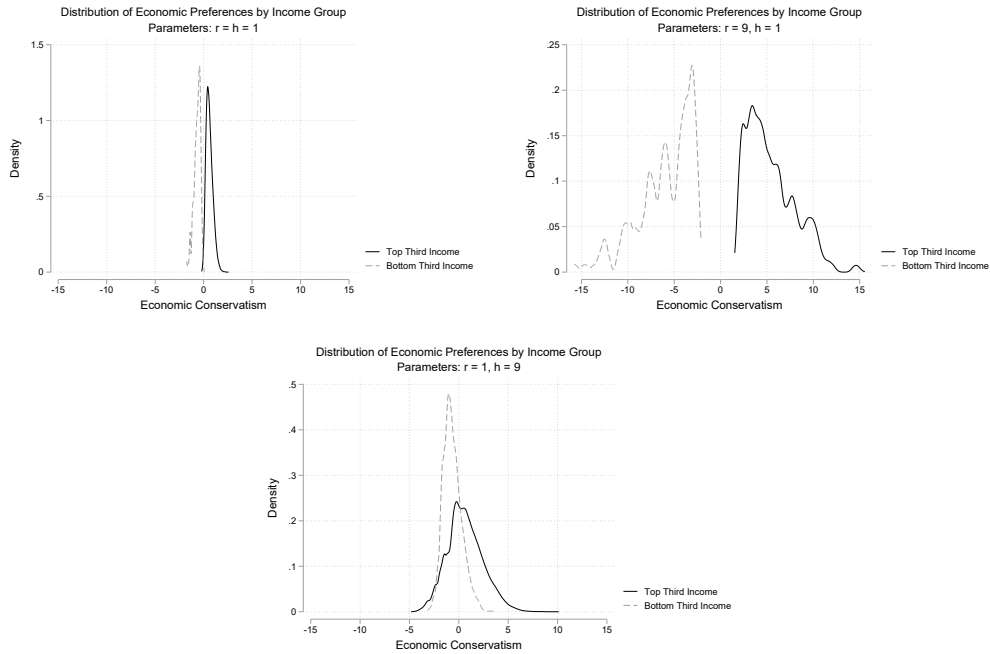 Distribution of Economic Preferences by Income Group
Parameters: r = h = 1
1.5
1
.5
0
Density
-15 -10 -5 0 5 10 15
Economic Conservatism
Top Third Income
Bottom Third Income
Distribution of Economic Preferences by Income Group
Parameters: r = 9, h = 1
.25
.2
.15
.1
.05
0
Density
-15 -10 -5 0 5 10 15
Economic Conservatism
Top Third Income
Bottom Third Income
Distribution of Economic Preferences by Income Group
Parameters: r = 1, h = 9
.5
.4
.3
.2
.1
0
Density
-15 -10 -5 0 5 10 15
Economic Conservatism
Top Third Income
Bottom Third Income